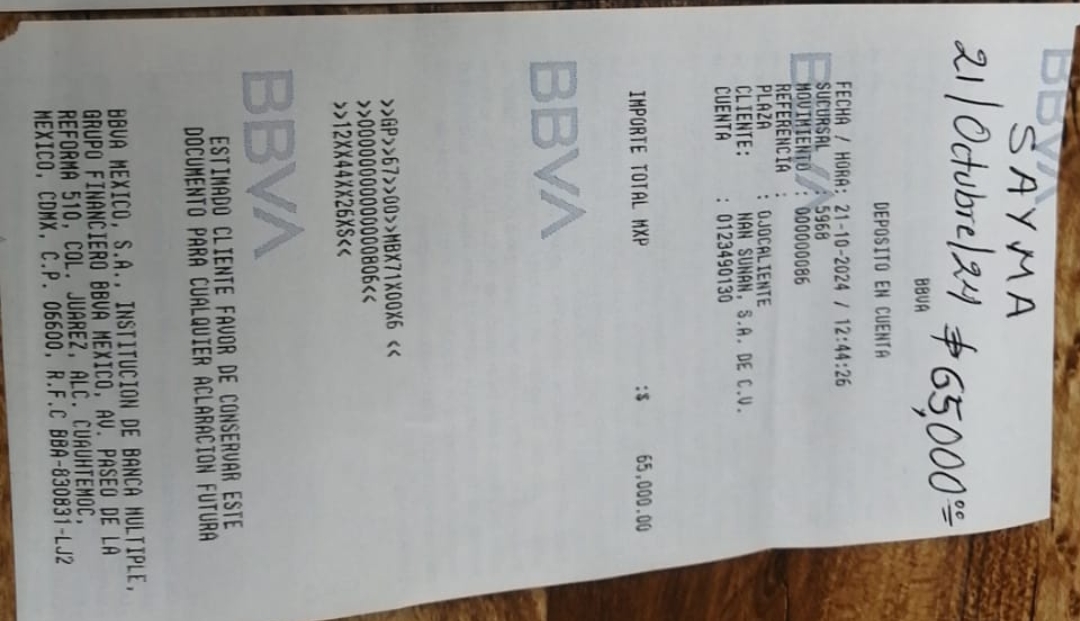 SAYMA
21/Octubre/24 $65,000.00
BBVA
BBVA
DEPOSITO EN CUENTA
FECHA / HORA: 21-10-2024 / 12:44:26
SUCURSAL : 5968
MOVIMIENTO : 000000086
REFERENCIA :
PLAZA : OJOCALIENTE
CLIENTE: NAN SUNAN, S.A. DE C.V.
CUENTA : 0123490130
BBVA
IMPORTE TOTAL MXP :$ 65,000.00
BBVA
>>GP>>67>>00>>MBX71X00X6 <<
>>00000000000000806<<
>>12XX44XX26XS<<
BBVA
ESTIMADO CLIENTE FAVOR DE CONSERVAR ESTE
DOCUMENTO PARA CUALQUIER ACLARACION FUTURA
BBVA MEXICO, S.A., INSTITUCION DE BANCA MULTIPLE,
GRUPO FINANCIERO BBVA MEXICO, AV. PASEO DE LA
REFORMA 510, COL. JUAREZ, ALC. CUAUHTEMOC,
MEXICO, CDMX, C.P. 06600, R.F.C BBA-830831-LJ2